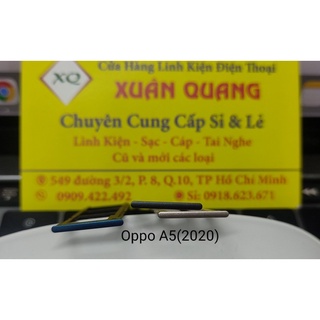 Cửa Hàng Linh Kiện Điện Thoại
XQ
XUÂN QUANG
Chuyên Cung Cấp Sỉ & Lẻ
Linh Kiện - Sạc - Cáp - Tai Nghe
Cũ và mới các loại
549 đường 3/2, P. 8, Q.10, TP Hồ Chí Minh
0909.422.492
Sỉ: 0918.623.671
Oppo A5(2020)